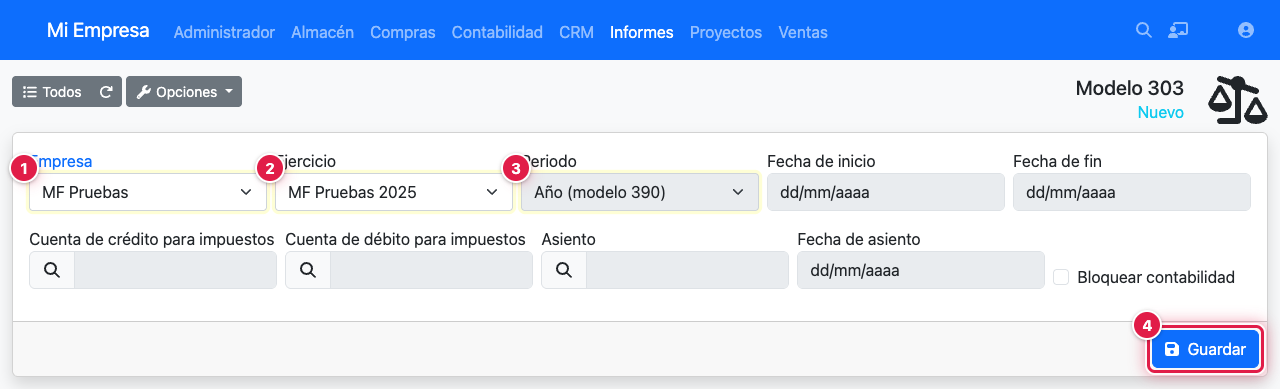 Mi Empresa Administrador Almacén Compras Contabilidad CRM Informes Proyectos Ventas
Todos Opciones
Modelo 303
Nuevo
1 Empresa 2 Ejercicio 3 Periodo Fecha de inicio Fecha de fin
MF Pruebas MF Pruebas 2025 Año (modelo 390) dd/mm/aaaa dd/mm/aaaa
Cuenta de crédito para impuestos Cuenta de débito para impuestos Asiento Fecha de asiento
dd/mm/aaaa Bloquear contabilidad
4 Guardar